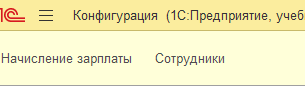 1С Конфигурация (1С:Предприятие, учеб
Начисление зарплаты Сотрудники